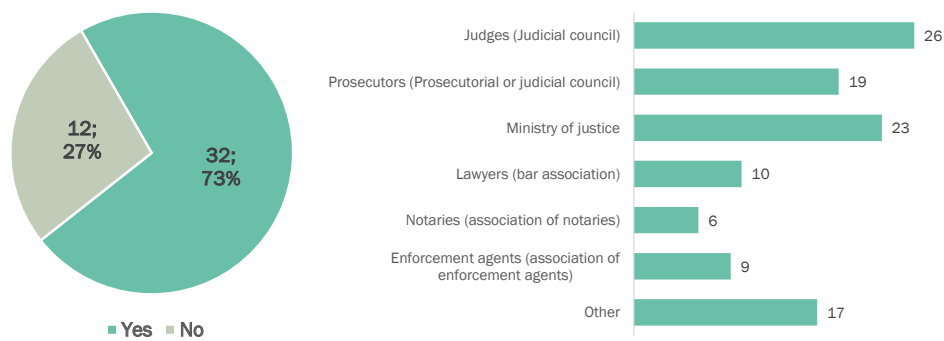 12;
27%
32;
73%
Yes
No
Judges (Judicial council)
26
Prosecutors (Prosecutorial or judicial council)
19
Ministry of justice
23
Lawyers (bar association)
10
Notaries (association of notaries)
6
Enforcement agents (association of
enforcement agents)
9
Other
17